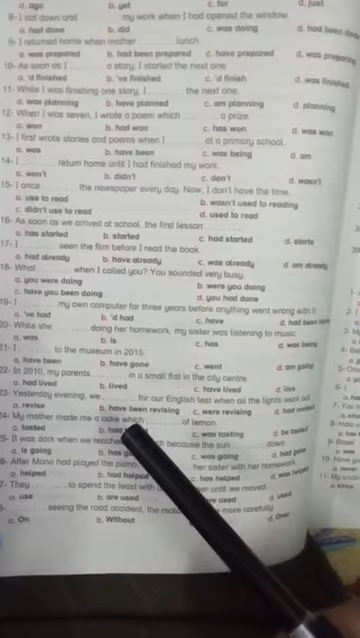 a. ago b. yet c. for d. just
8- I sat down and my work when I had opened the window.
a. had done b. did c. was doing d. had been done
9- I returned home when mother lunch.
a. was prepared b. had been prepared c. have prepared d. was preparing
10- As soon as I a story, I started the next one.
a. 'd finished b. 've finished c. 'd finish d. was finished
11- While I was finishing one story, I the next one.
a. was planning b. have planned c. am planning d. planning
12- When I was seven, I wrote a poem which a prize.
a. won b. had won c. has won d. was won
13- I first wrote stories and poems when I at a primary school.
a. was b. have been c. was being d. am
14- I return home until I had finished my work.
a. won't b. didn't c. don't d. wasn't
15- I once the newspaper every day. Now, I don't have the time.
a. use to read b. wasn't used to reading
c. didn't use to read d. used to read
16- As soon as we arrived at school, the first lesson
a. has started b. started c. had started d. starts
17- I seen the film before I read the book.
a. had already b. have already c. was already d. am already
18- What when I called you? You sounded very busy.
a. you were doing b. were you doing
c. have you been doing d. you had done
19- I my own computer for three years before anything went wrong with it.
a. 've had b. 'd had c. have d. had been
20- While she doing her homework, my sister was listening to music.
a. was b. is c. has d. was being
21- I to the museum in 2015.
a. have been b. have gone c. went d. am going
22- In 2010, my parents in a small flat in the city centre.
a. had lived b. lived c. have lived d. live
23- Yesterday evening, we for our English test when all the lights went out.
a. revise b. have been revising c. were revising d. had
24- My mother made me a cake which of lemon.
a. tasted b. had c. was tasting d. be tasted
25- It was dark when we reached because the sun down.
a. is going b. has c. was going d. had gone
26- After Mona had played the piano, her sister with her homework.
a. helped b. had helped c. has helped d. was
27- They to spend the feast with until we moved.
a. use b. are used used d. used
seeing the road accident, the more carefully.
a. On b. Without d. Over